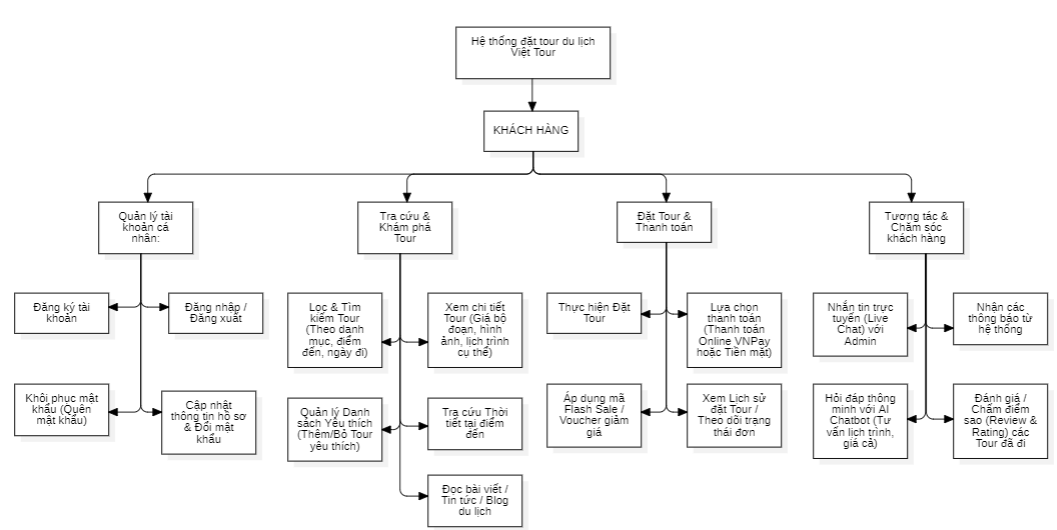 Hệ thống đặt tour du lịch
Việt Tour
KHÁCH HÀNG
Quản lý tài
khoản cá
nhân:
Tra cứu &
Khám phá
Tour
Đặt Tour &
Thanh toán
Tương tác &
Chăm sóc
khách hàng
Đăng ký tài
khoản
Đăng nhập /
Đăng xuất
Lọc & Tìm
kiếm Tour
(Theo danh
mục, điểm
đến, ngày đi)
Xem chi tiết
Tour (Giá bộ
đoạn, hình
ảnh, lịch trình
cụ thể)
Thực hiện Đặt
Tour
Lựa chọn
thanh toán
(Thanh toán
Online VNPay
hoặc Tiền mặt)
Nhắn tin trực
tuyến (Live
Chat) với
Admin
Nhận các
thông báo từ
hệ thống
Khôi phục mật
khẩu (Quên
mật khẩu)
Cập nhật
thông tin hồ sơ
& Đổi mật
khẩu
Quản lý Danh
sách Yêu thích
(Thêm/Bỏ Tour
yêu thích)
Tra cứu Thời
tiết tại điểm
đến
Áp dụng mã
Flash Sale /
Voucher giảm
giá
Xem Lịch sử
đặt Tour /
Theo dõi trạng
thái đơn
Hỏi đáp thông
minh với AI
Chatbot (Tư
vấn lịch trình,
giá cả)
Đánh giá /
Chấm điểm
sao (Review &
Rating) các
Tour đã đi
Đọc bài viết /
Tin tức / Blog
du lịch